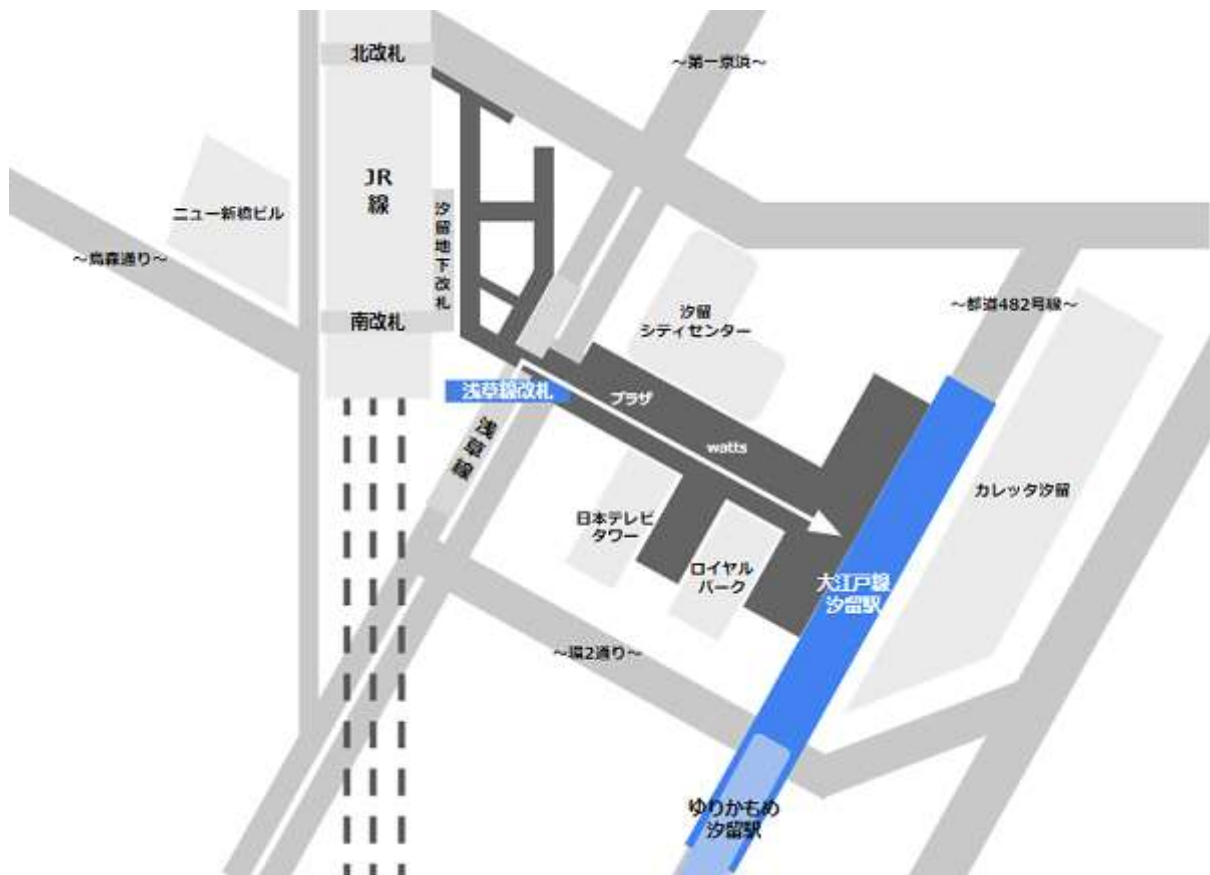 北改札
～第一京浜～
JR
線
ニュー新橋ビル
汐留地下改札
～烏森通り～
南改札
汐留
シティセンター
～都道482号線～
浅草線改札
プラザ
浅草線
watts
カレッタ汐留
日本テレビ
タワー
ロイヤル
パーク
大江戸線
汐留駅
～環2通り～
ゆりかもめ
汐留駅